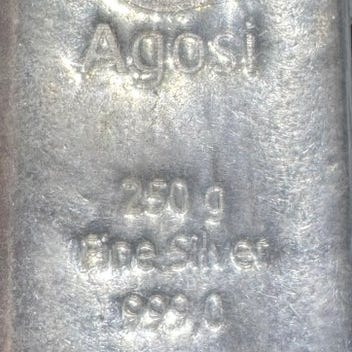 Agosi
250 g
Fine Silver
999,0